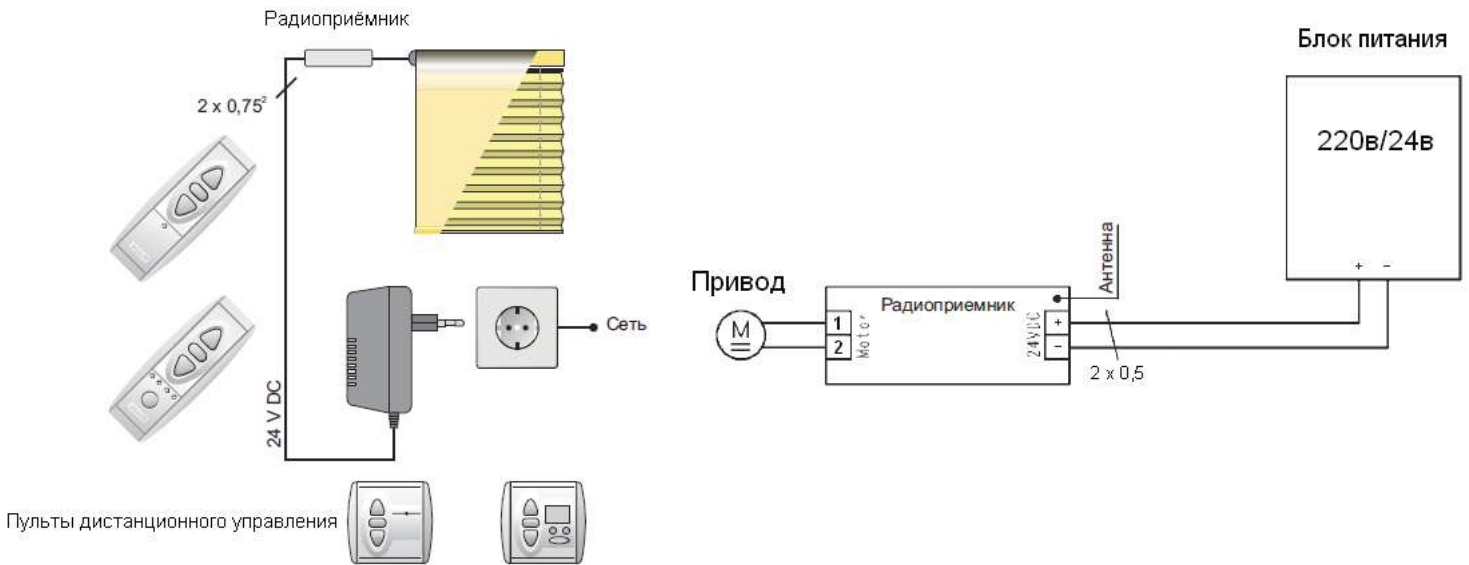 Радиоприёмник
2 x 0,75²
24 V DC
Сеть
Пульты дистанционного управления
Блок питания
220в/24в
+ −
Антенна
Привод
M
Радиоприемник
1
2
Motor
24VDC
+
−
2 x 0,5